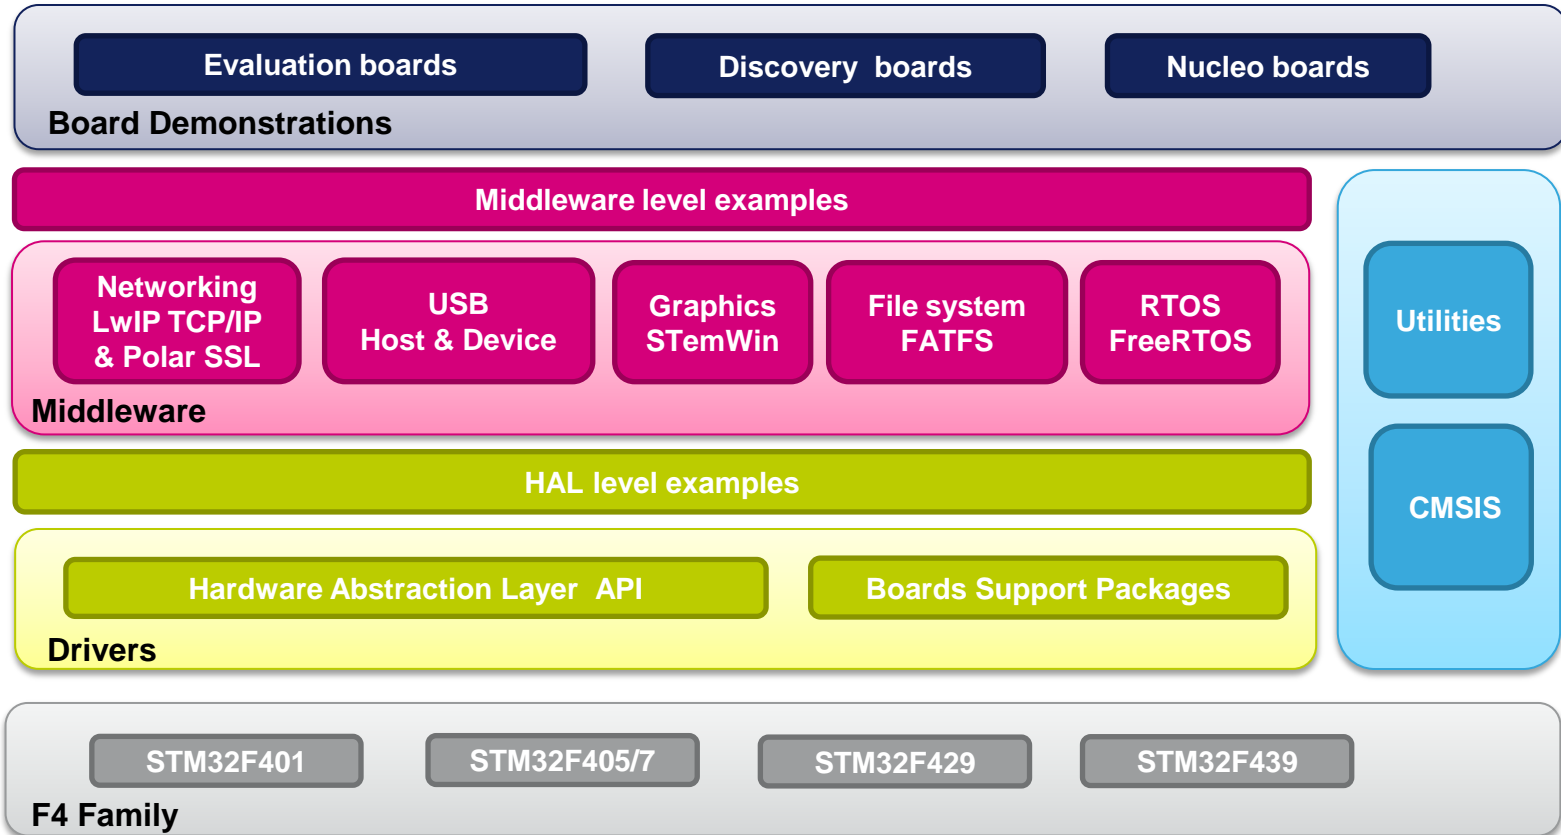 Evaluation boards
Discovery boards
Nucleo boards
Board Demonstrations
Middleware level examples
Networking
LwIP TCP/IP
& Polar SSL
USB
Host & Device
Graphics
STemWin
File system
FATFS
RTOS
FreeRTOS
Middleware
Utilities
CMSIS
HAL level examples
Hardware Abstraction Layer API
Boards Support Packages
Drivers
STM32F401
STM32F405/7
STM32F429
STM32F439
F4 Family